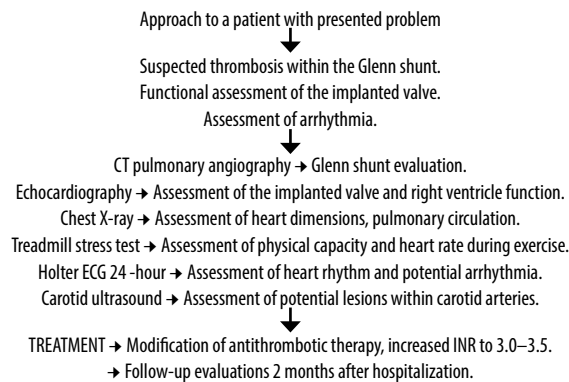 Approach to a patient with presented problem
Suspected thrombosis within the Glenn shunt.
Functional assessment of the implanted valve.
Assessment of arrhythmia.
CT pulmonary angiography → Glenn shunt evaluation.
Echocardiography → Assessment of the implanted valve and right ventricle function.
Chest X-ray → Assessment of heart dimensions, pulmonary circulation.
Treadmill stress test → Assessment of physical capacity and heart rate during exercise.
Holter ECG 24 -hour → Assessment of heart rhythm and potential arrhythmia.
Carotid ultrasound → Assessment of potential lesions within carotid arteries.
TREATMENT → Modification of antithrombotic therapy, increased INR to 3.0–3.5.
→ Follow-up evaluations 2 months after hospitalization.